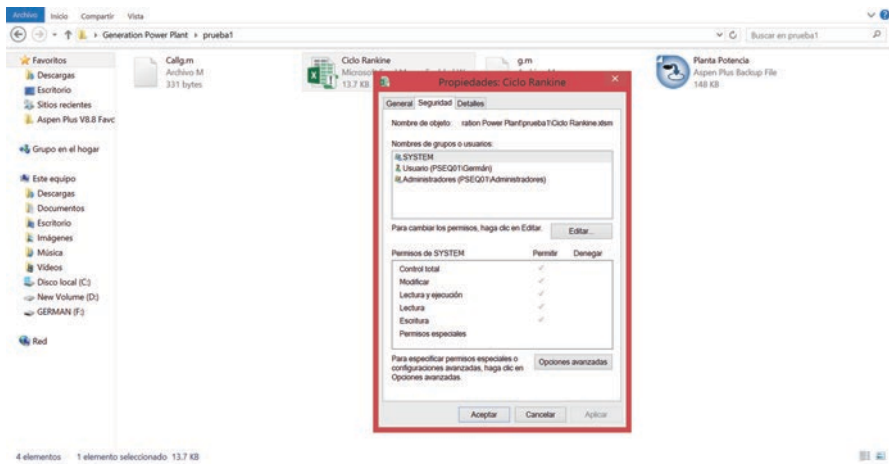 Archivo Inicio Compartir Vista
Generation Power Plant prueba1
Buscar en prueba1
Favoritos
Descargas
Escritorio
Sitios recientes
Aspen Plus V8.8 Favc
Grupo en el hogar
Este equipo
Descargas
Documentos
Escritorio
Imágenes
Música
Vídeos
Disco local (C:)
New Volume (D:)
GERMAN (F:)
Red
Callg.m
Archivo M
331 bytes
Ciclo Rankine
13.7 KB
g.m
Planta Potencia
Aspen Plus Backup File
148 KB
Propiedades: Ciclo Rankine
General Seguridad Detalles
Nombre de objeto: ration Power Plant\prueba1\Ciclo Rankine.xlsm
Nombres de grupos o usuarios:
SYSTEM
Usuario (PSEQ01\Germán)
Administradores (PSEQ01\Administradores)
Para cambiar los permisos, haga clic en Editar.
Editar...
Permisos de SYSTEM Permitir Denegar
Control total
Modificar
Lectura y ejecución
Lectura
Escritura
Permisos especiales
Para especificar permisos especiales o
configuraciones avanzadas, haga clic en
Opciones avanzadas.
Opciones avanzadas
Aceptar Cancelar Aplicar
4 elementos 1 elemento seleccionado 13.7 KB